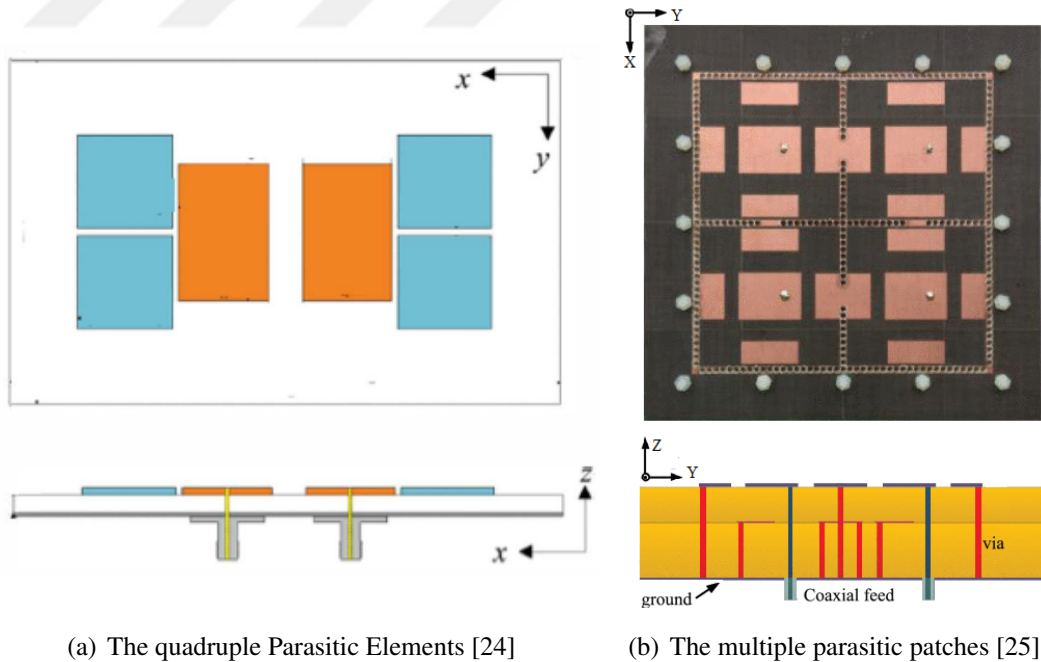 x
y
z
x
Y
X
Z
Y
via
ground
Coaxial feed
(a) The quadruple Parasitic Elements [24]
(b) The multiple parasitic patches [25]